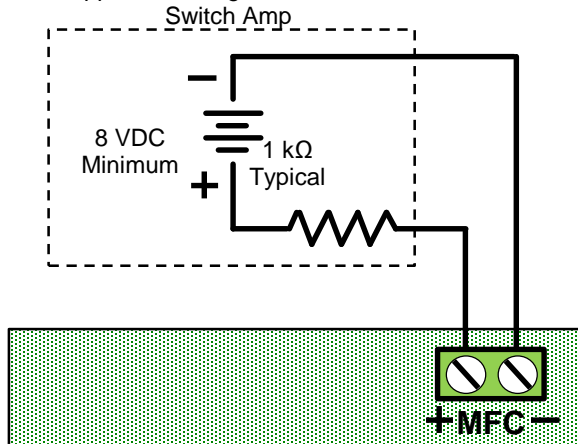 Switch Amp
−
8 VDC
Minimum
1 kΩ
Typical
+
+MFC−